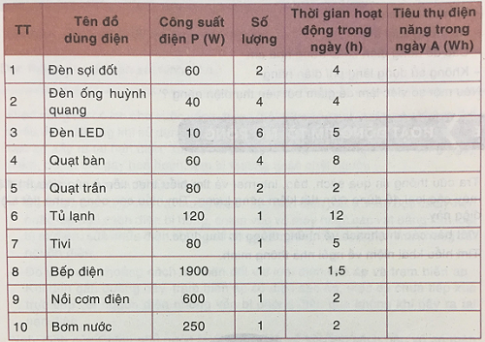 TT Tên đồ dùng điện Công suất điện P (W) Số lượng Thời gian hoạt động trong ngày (h) Tiêu thụ điện năng trong ngày A (Wh)
1 Đèn sợi đốt 60 2 4
2 Đèn ống huỳnh quang 40 4 4
3 Đèn LED 10 6 6
4 Quạt bàn 60 4 8
5 Quạt trần 80 2 2
6 Tủ lạnh 120 1 12
7 Tivi 80 1 5
8 Bếp điện 1900 1 1,5
9 Nồi cơm điện 600 1 2
10 Bơm nước 250 1 2